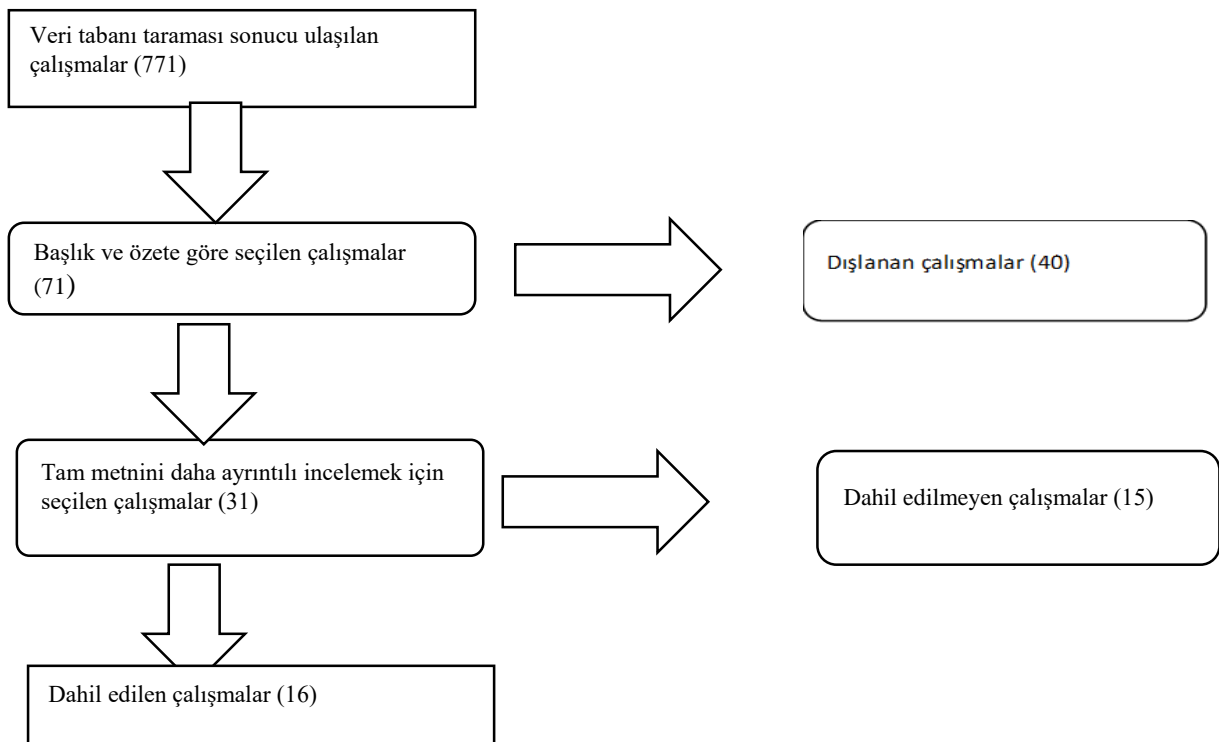 Veri tabanı taraması sonucu ulaşılan
çalışmalar (771)
Başlık ve özete göre seçilen çalışmalar
(71)
Dışlanan çalışmalar (40)
Tam metnini daha ayrıntılı incelemek için
seçilen çalışmalar (31)
Dahil edilmeyen çalışmalar (15)
Dahil edilen çalışmalar (16)